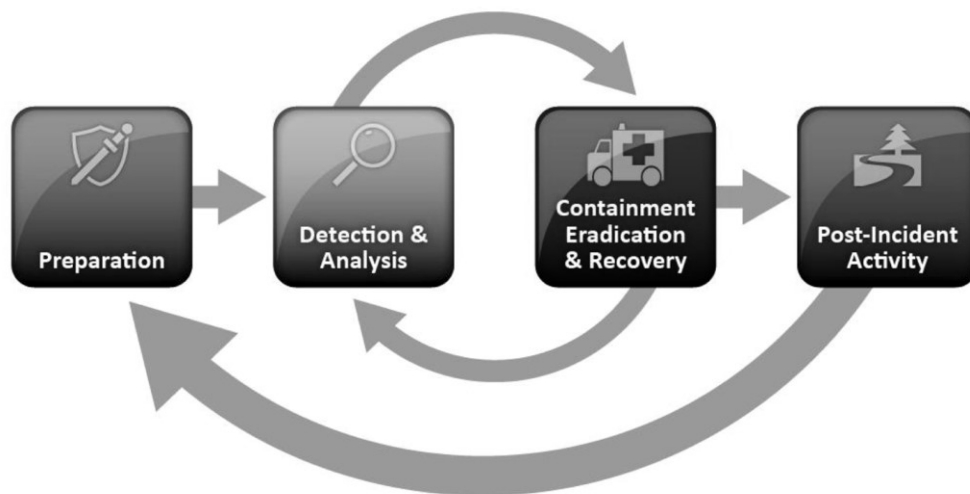 Preparation
Detection &
Analysis
Containment
Eradication
& Recovery
Post-Incident
Activity